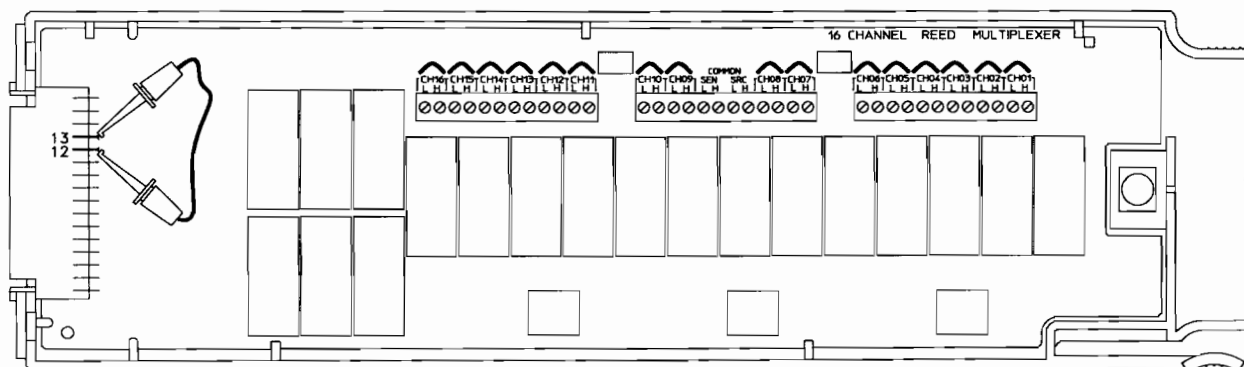 16 CHANNEL REED MULTIPLEXER
COMMON
CH16 CH15 CH14 CH13 CH12 CH11 CH10 CH09 SEN SRC CH08 CH07 CH06 CH05 CH04 CH03 CH02 CH01
L H L H L H L H L H L H L H L H L H L H L H L H L H L H L H L H L H L H
13
12